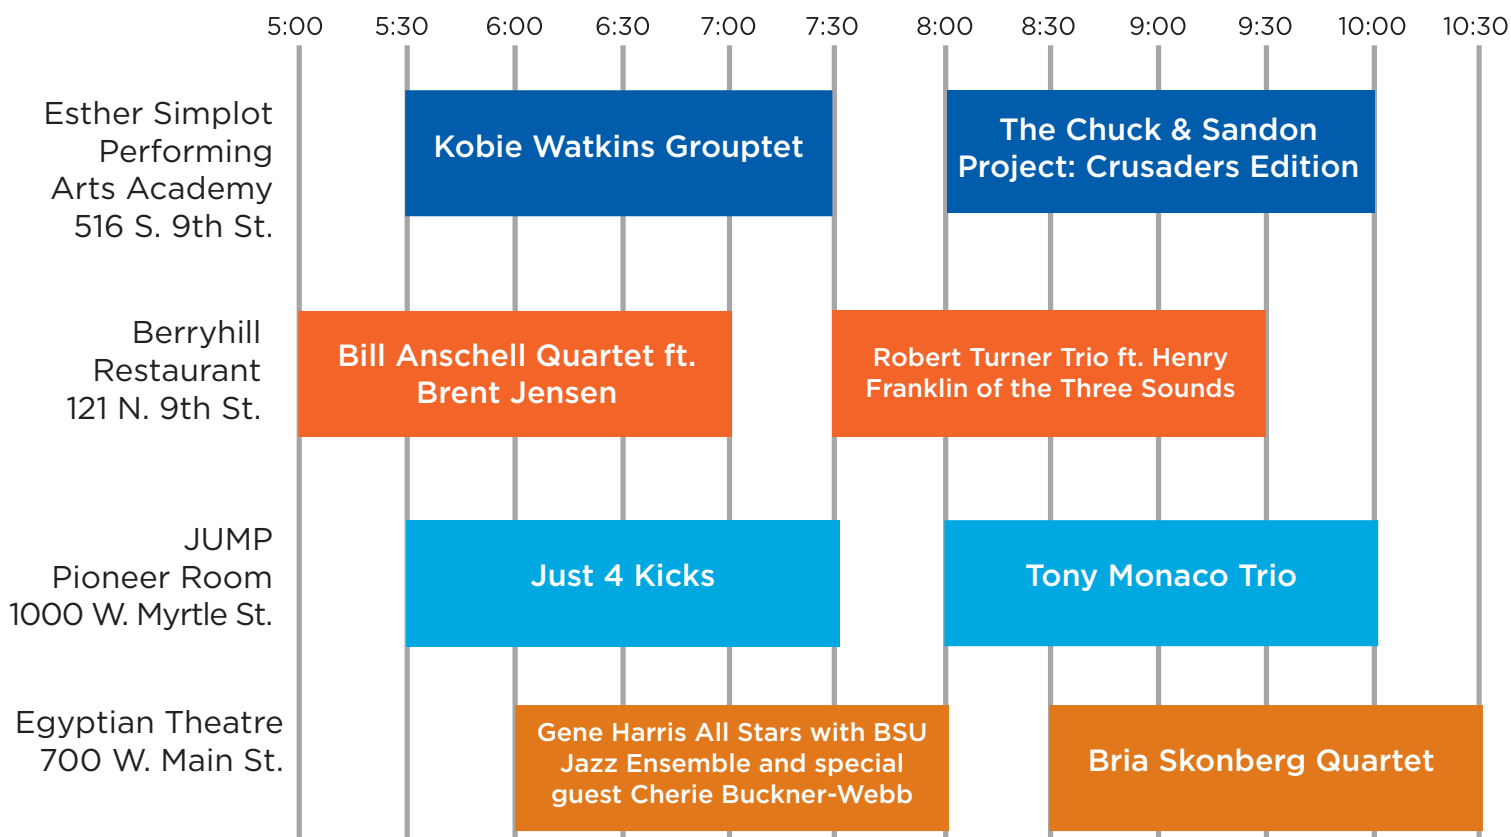 5:00 5:30 6:00 6:30 7:00 7:30 8:00 8:30 9:00 9:30 10:00 10:30
Esther Simplot
Performing
Arts Academy
516 S. 9th St.
Kobie Watkins Grouptet
The Chuck & Sandon
Project: Crusaders Edition
Berryhill
Restaurant
121 N. 9th St.
Bill Anschell Quartet ft.
Brent Jensen
Robert Turner Trio ft. Henry
Franklin of the Three Sounds
JUMP
Pioneer Room
1000 W. Myrtle St.
Just 4 Kicks
Tony Monaco Trio
Egyptian Theatre
700 W. Main St.
Gene Harris All Stars with BSU
Jazz Ensemble and special
guest Cherie Buckner-Webb
Bria Skonberg Quartet